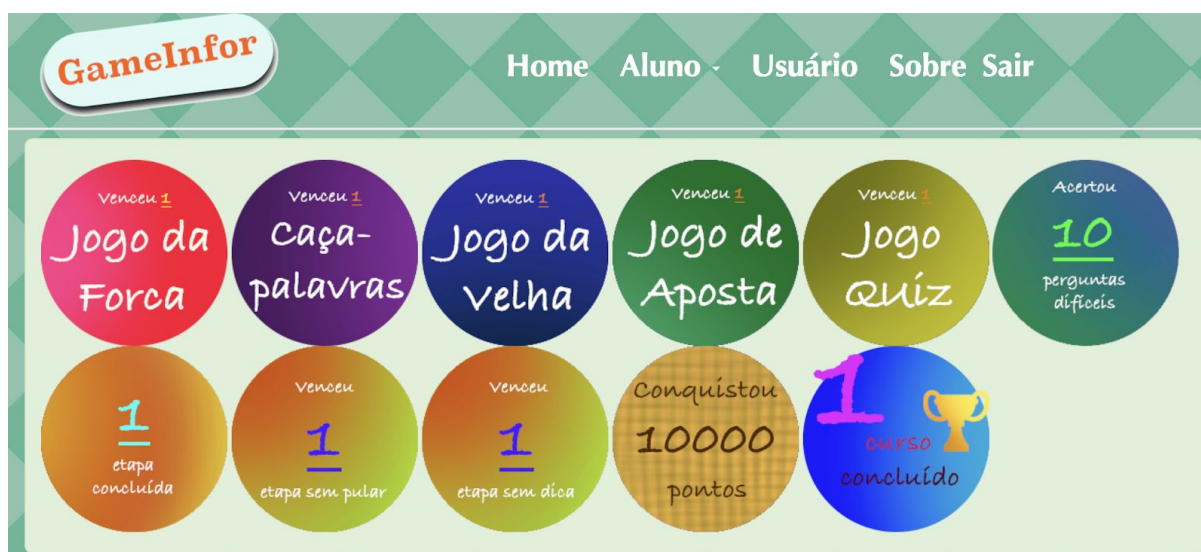 GameInfor
Home Aluno Usuário Sobre Sair
Venceu 1
Jogo da
Forca
Venceu 1
Caça-
palavras
Venceu 1
Jogo da
Velha
Venceu 1
Jogo de
Aposta
Venceu 1
Jogo
Quiz
Acertou
10
perguntas
difíceis
1
etapa
concluída
Venceu
1
etapa sem pular
Venceu
1
etapa sem dica
Conquistou
10000
pontos
1
curso
concluído